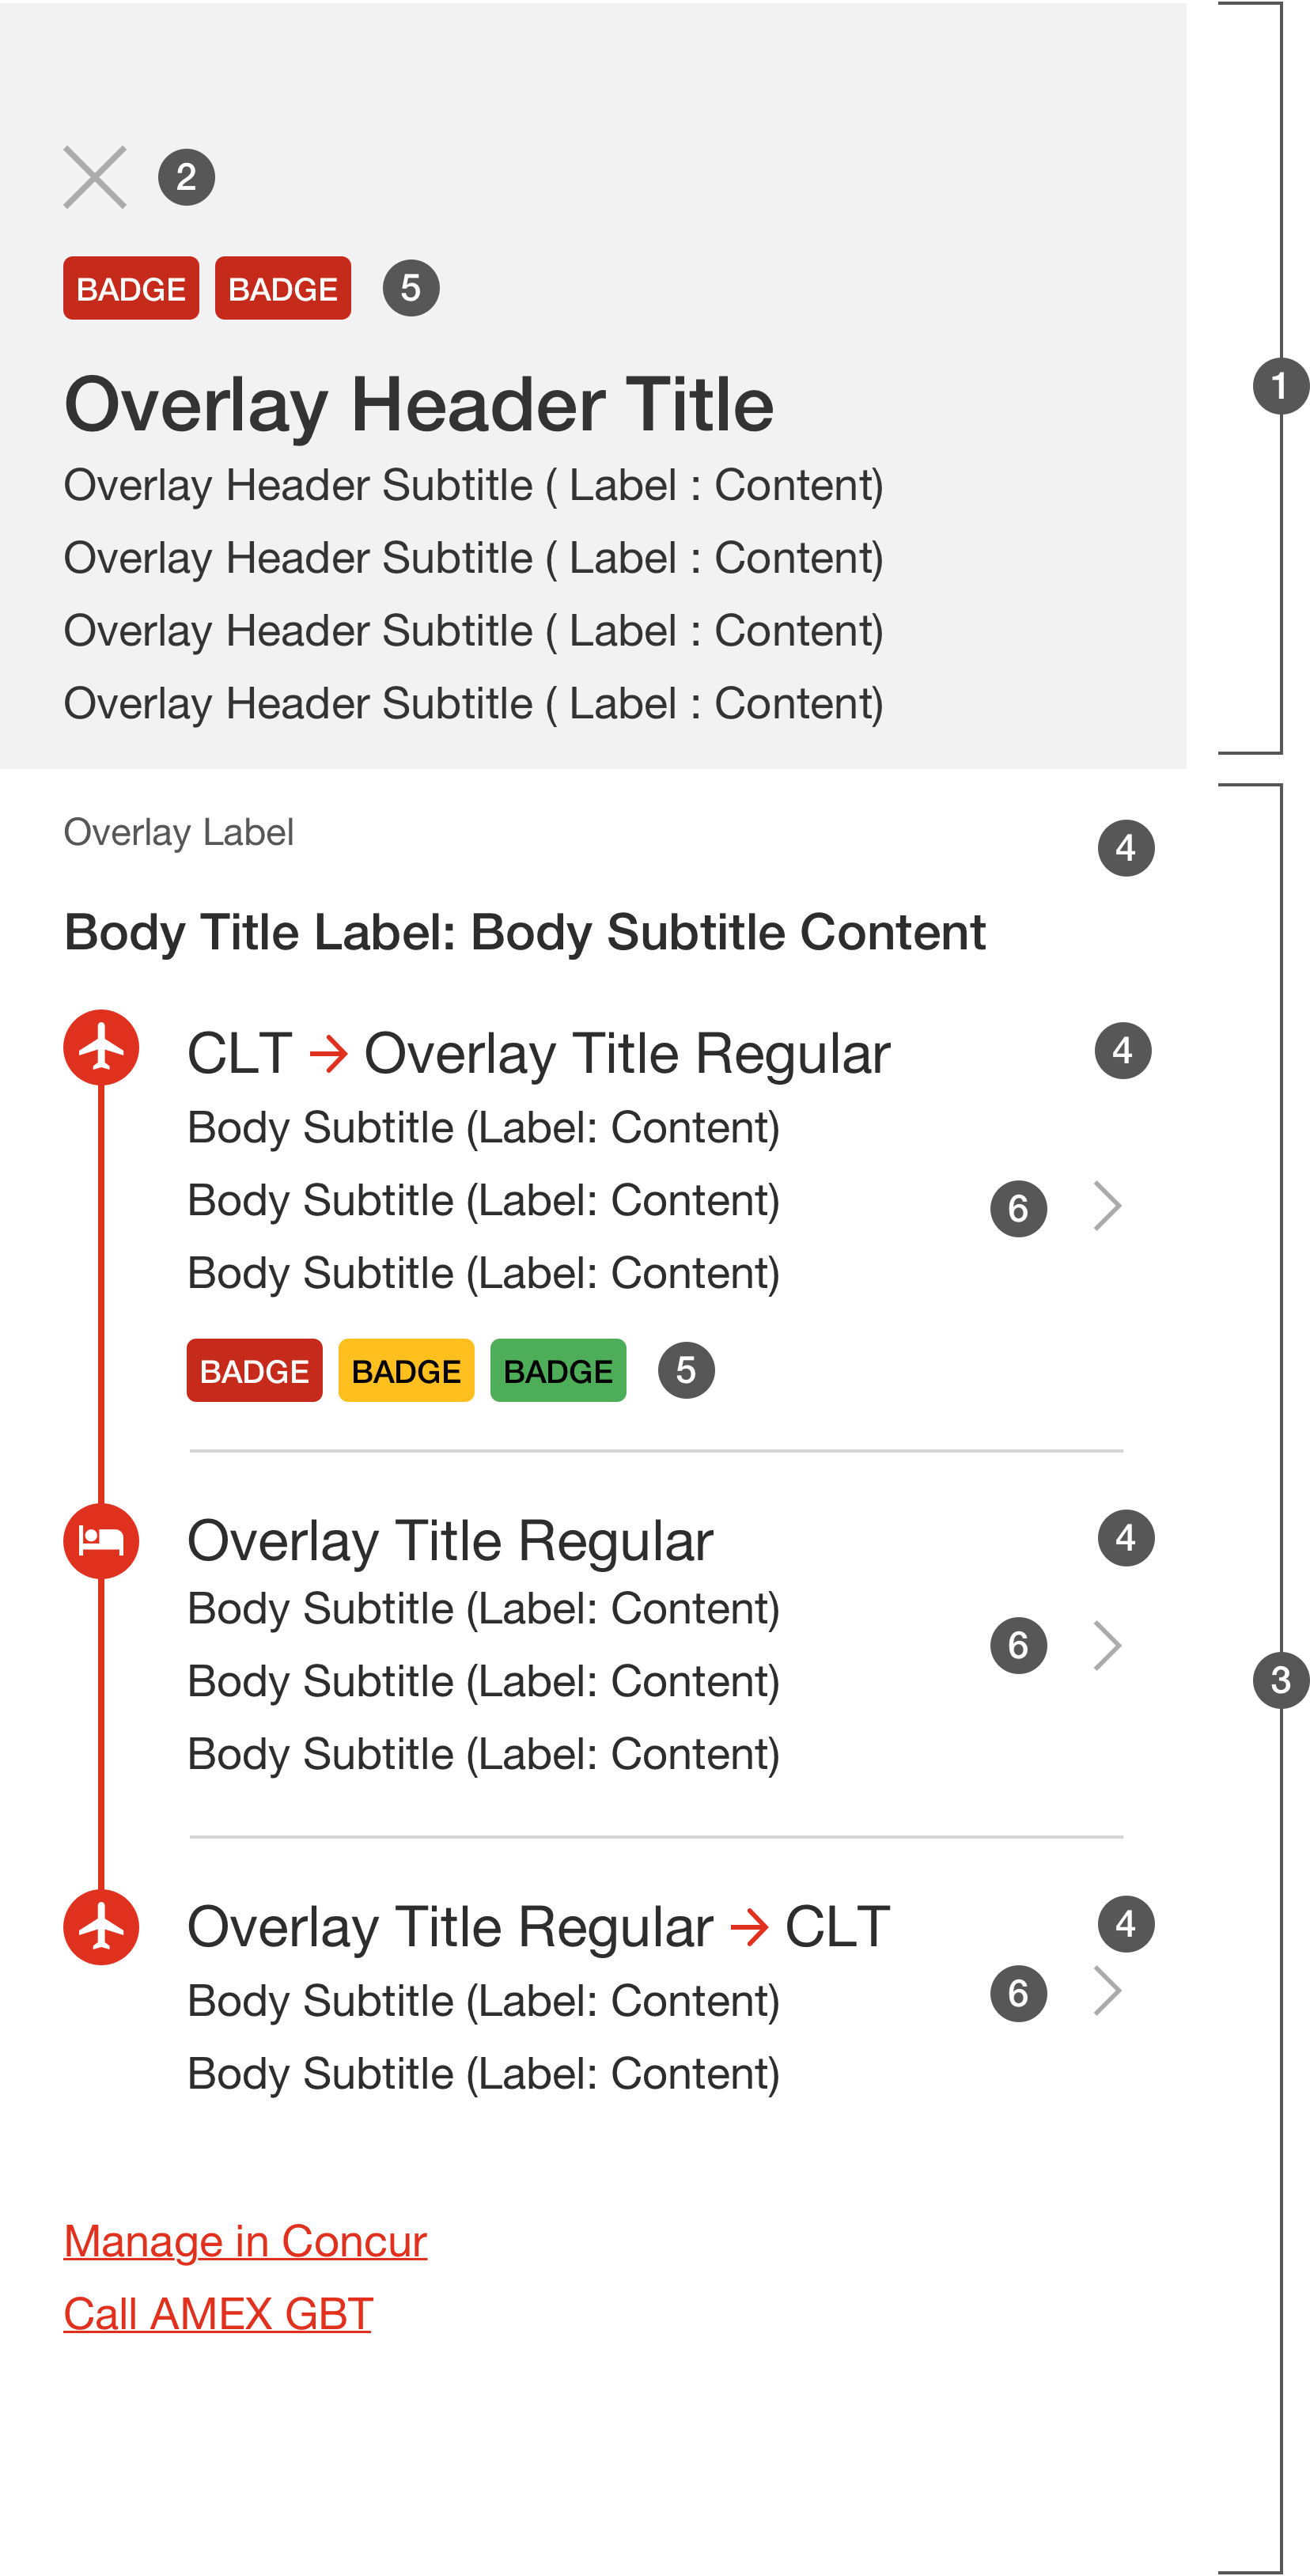 2
BADGE BADGE 5
Overlay Header Title
1
Overlay Header Subtitle ( Label : Content)
Overlay Header Subtitle ( Label : Content)
Overlay Header Subtitle ( Label : Content)
Overlay Header Subtitle ( Label : Content)
Overlay Label 4
Body Title Label: Body Subtitle Content
CLT → Overlay Title Regular 4
Body Subtitle (Label: Content)
Body Subtitle (Label: Content) 6
Body Subtitle (Label: Content)
BADGE BADGE BADGE 5
Overlay Title Regular 4
Body Subtitle (Label: Content) 6
Body Subtitle (Label: Content) 3
Body Subtitle (Label: Content)
Overlay Title Regular → CLT 4
Body Subtitle (Label: Content) 6
Body Subtitle (Label: Content)
Manage in Concur
Call AMEX GBT